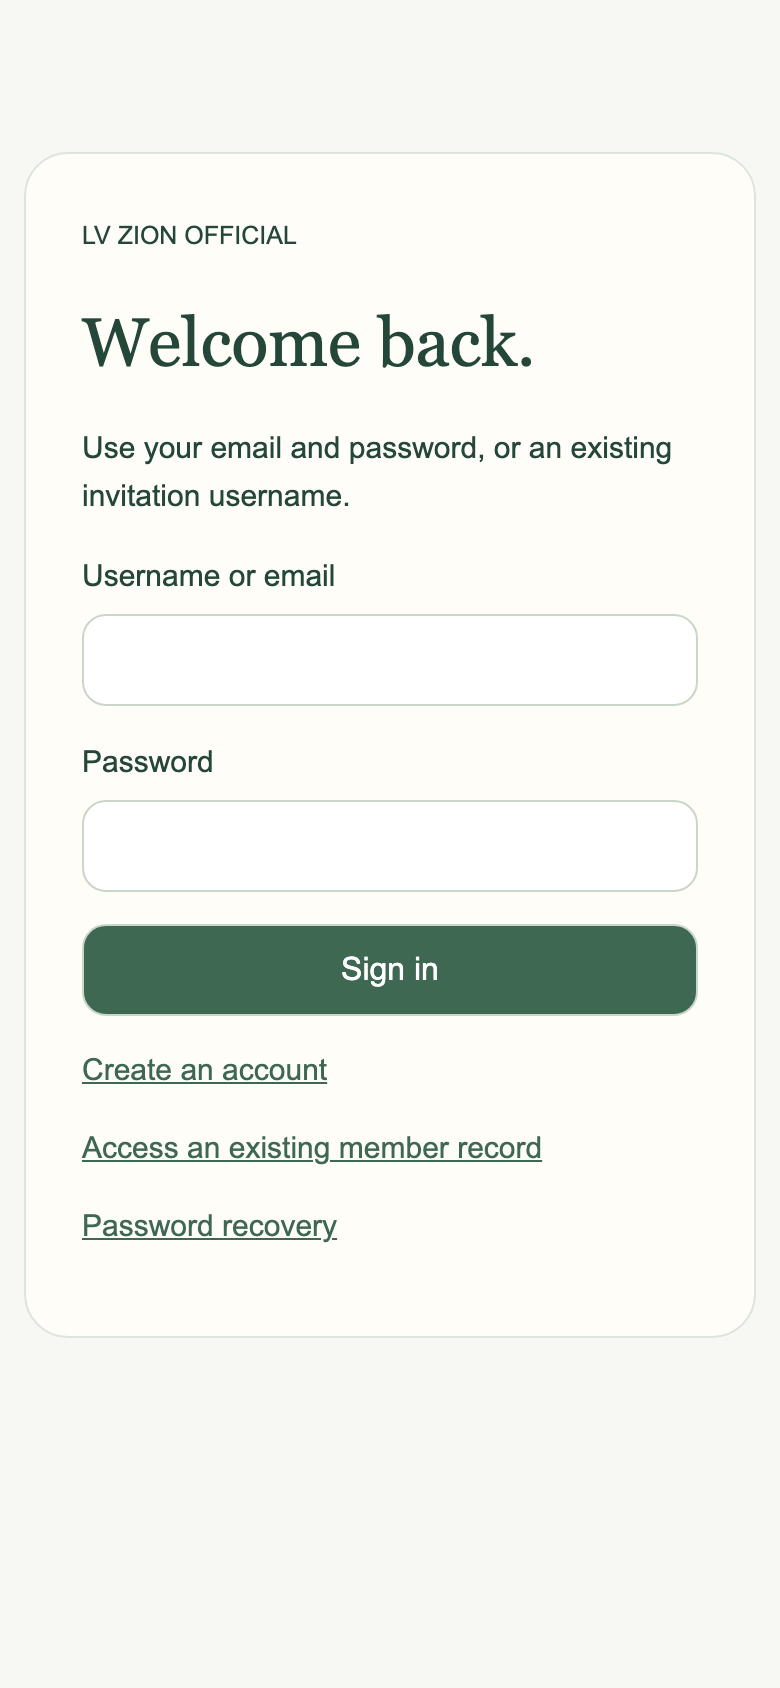 LV ZION OFFICIAL
Welcome back.
Use your email and password, or an existing
invitation username.
Username or email
Password
Sign in
Create an account
Access an existing member record
Password recovery